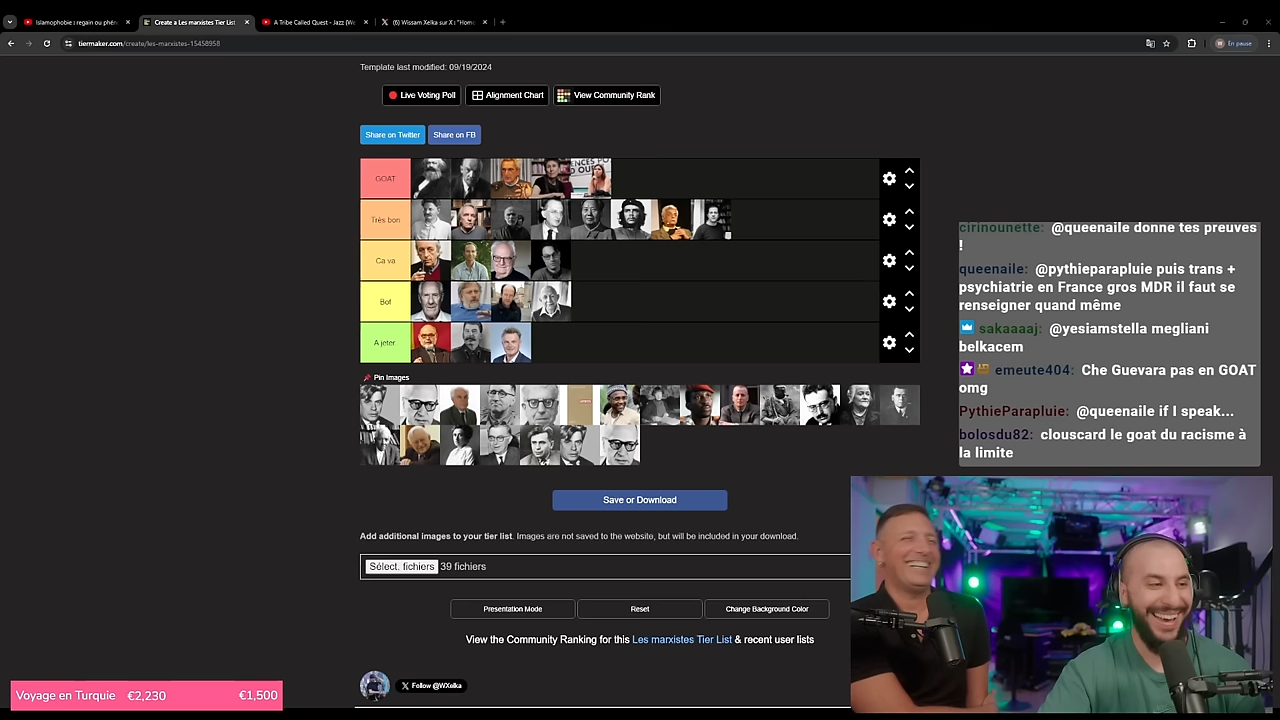 Islamophobie : regain ou phén
Create a Les marxistes Tier List
A Tribe Called Quest - Jazz (We
(6) Wissam Xelka sur X : "Hom
tiermaker.com/create/les-marxistes-15458958
En pause
Template last modified: 09/19/2024
Live Voting Poll
Alignment Chart
View Community Rank
Share on Twitter
Share on FB
GOAT
ENCES PO
Très bon
Ca va
Bof
A jeter
Pin Images
Save or Download
Add additional images to your tier list. Images are not saved to the website, but will be included in your download.
Sélect. fichiers 39 fichiers
Presentation Mode
Reset
Change Background Color
View the Community Ranking for this Les marxistes Tier List & recent user lists
Follow @WXelka
Voyage en Turquie €2,230 €1,500
cirinounette: @queenaile donne tes preuves
!
queenaile: @pythieparapluie puis trans +
psychiatrie en France gros MDR il faut se
renseigner quand même
sakaaaaj: @yesiamstella megliani
belkacem
emeute404: Che Guevara pas en GOAT
omg
PythieParapluie: @queenaile if I speak...
bolosdu82: clouscard le goat du racisme à
la limite